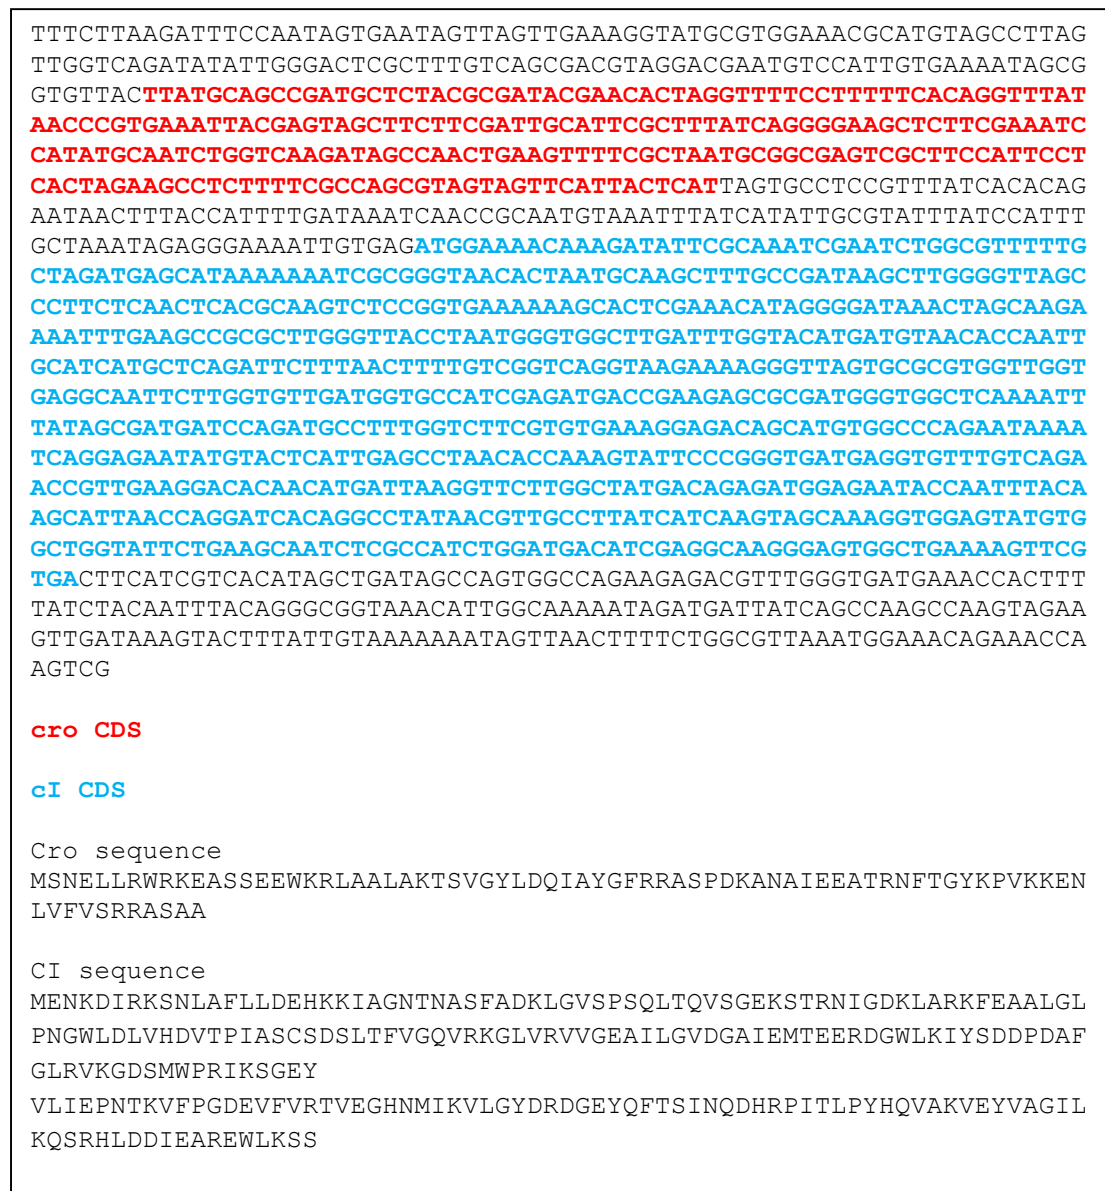 TTTCTTAAGATTTCCAATAGTGAATAGTTAGTTGAAAGGTATGCGTGGAAACGCATGTAGCCTTAG
TTGGTCAGATATATTGGGACTCGCTTTGTCAGCGACGTAGGACGAATGTCCATTGTGAAAATAGCG
GTGTTACTTATGCAGCCGATGCTCTACGCGATACGAACACTAGGTTTTCCTTTTTCACAGGTTTAT
AACCCGTGAAATTACGAGTAGCTTCTTCGATTGCATTCGCTTTATCAGGGGAAGCTCTTCGAAATC
CATATGCAATCTGGTCAAGATAGCCAACTGAAGTTTTCGCTAATGCGGCGAGTCGCTTCCATTCCT
CACTAGAAGCCTCTTTTCGCCAGCGTAGTAGTTCATTACTCATTAGTGCCTCCGTTTATCACACAG
AATAACTTTACCATTTTGATAAATCAACCGCAATGTAAATTTATCATATTGCGTATTTATCCATTT
GCTAAATAGAGGGAAAATTGTGAGATGGAAAACAAAGATATTCGCAAATCGAATCTGGCGTTTTTG
CTAGATGAGCATAAAAAAATCGCGGGTAACACTAATGCAAGCTTTGCCGATAAGCTTGGGGTTAGC
CCTTCTCAACTCACGCAAGTCTCCGGTGAAAAAAGCACTCGAAACATAGGGGATAAACTAGCAAGA
AAATTTGAAGCCGCGCTTGGGTTACCTAATGGGTGGCTTGATTTGGTACATGATGTAACACCAATT
GCATCATGCTCAGATTCTTTAACTTTTGTCGGTCAGGTAAGAAAAGGGTTAGTGCGCGTGGTTGGT
GAGGCAATTCTTGGTGTTGATGGTGCCATCGAGATGACCGAAGAGCGCGATGGGTGGCTCAAAATT
TATAGCGATGATCCAGATGCCTTTGGTCTTCGTGTGAAAGGAGACAGCATGTGGCCCAGAATAAAA
TCAGGAGAATATGTACTCATTGAGCCTAACACCAAAGTATTCCCGGGTGATGAGGTGTTTGTCAGA
ACCGTTGAAGGACACAACATGATTAAGGTTCTTGGCTATGACAGAGATGGAGAATACCAATTTACA
AGCATTAACCAGGATCACAGGCCTATAACGTTGCCTTATCATCAAGTAGCAAAGGTGGAGTATGTG
GCTGGTATTCTGAAGCAATCTCGCCATCTGGATGACATCGAGGCAAGGGAGTGGCTGAAAAGTTCG
TGACTTCATCGTCACATAGCTGATAGCCAGTGGCCAGAAGAGACGTTTGGGTGATGAAACCACTTT
TATCTACAATTTACAGGGCGGTAAACATTGGCAAAAATAGATGATTATCAGCCAAGCCAAGTAGAA
GTTGATAAAGTACTTTATTGTAAAAAAATAGTTAACTTTTCTGGCGTTAAATGGAAACAGAAACCA
AGTCG
cro CDS
cI CDS
Cro sequence
MSNELLRWRKEASSEEWKRLAALAKTSVGYLDQIAYGFRRASPDKANAIEEATRNFTGYKPVKKEN
LVFVSRRASAA
CI sequence
MENKDIRKSNLAFLLDEHKKIAGNTNASFADKLGVSPSQLTQVSGEKSTRNIGDKLARKFEAALGL
PNGWLDLVHDVTPIASCSDSLTFVGQVRKGLVRVVGEAILGVDGAIEMTEERDGWLKIYSDDPDAF
GLRVKGDSMWPRIKSGEY
VLIEPNTKVFPGDEVFVRTVEGHNMIKVLGYDRDGEYQFTSINQDHRPITLPYHQVAKVEYVAGIL
KQSRHLDDIEAREWLKSS